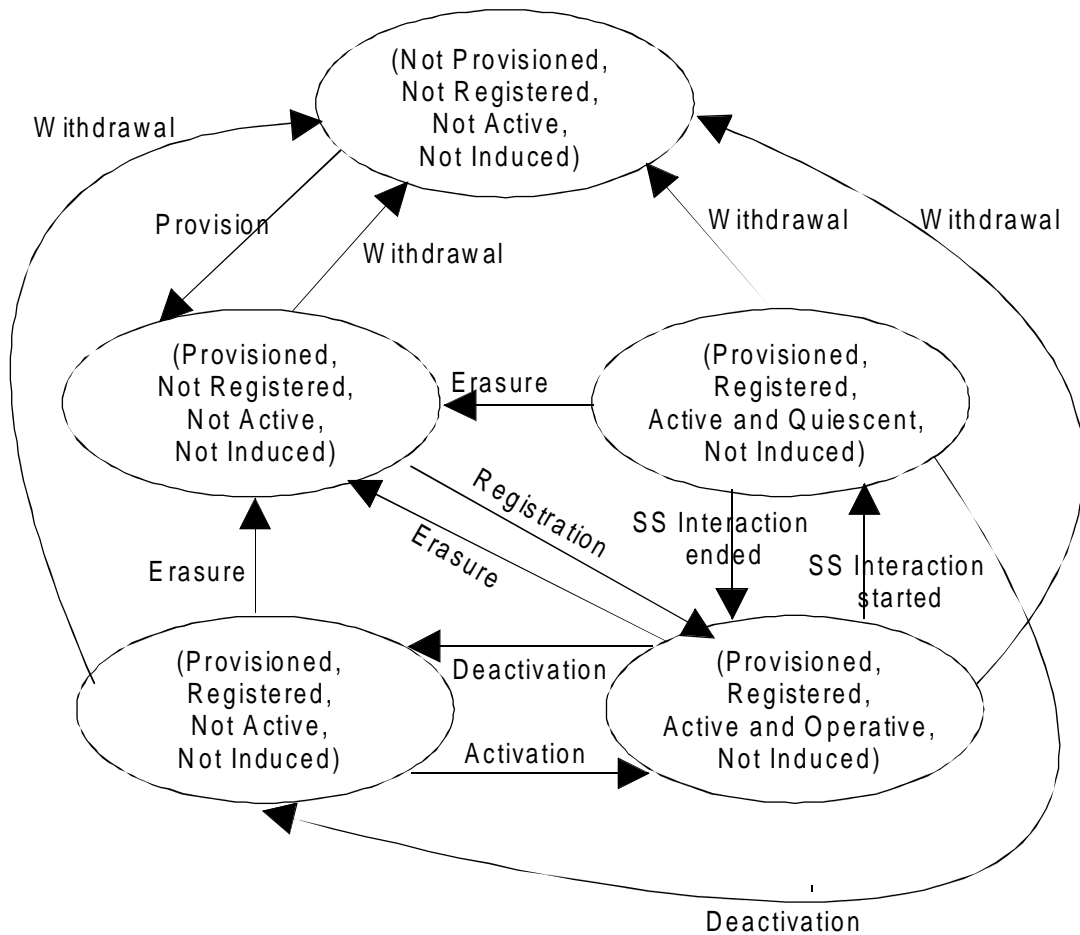 (Not Provisioned,
Not Registered,
Not Active,
Not Induced)
Withdrawal
Provision
Withdrawal
Withdrawal
Withdrawal
(Provisioned,
Not Registered,
Not Active,
Not Induced)
Erasure
(Provisioned,
Registered,
Active and Quiescent,
Not Induced)
Registration
Erasure
SS Interaction
ended
SS Interaction
started
Erasure
(Provisioned,
Registered,
Not Active,
Not Induced)
Deactivation
Activation
(Provisioned,
Registered,
Active and Operative,
Not Induced)
Deactivation